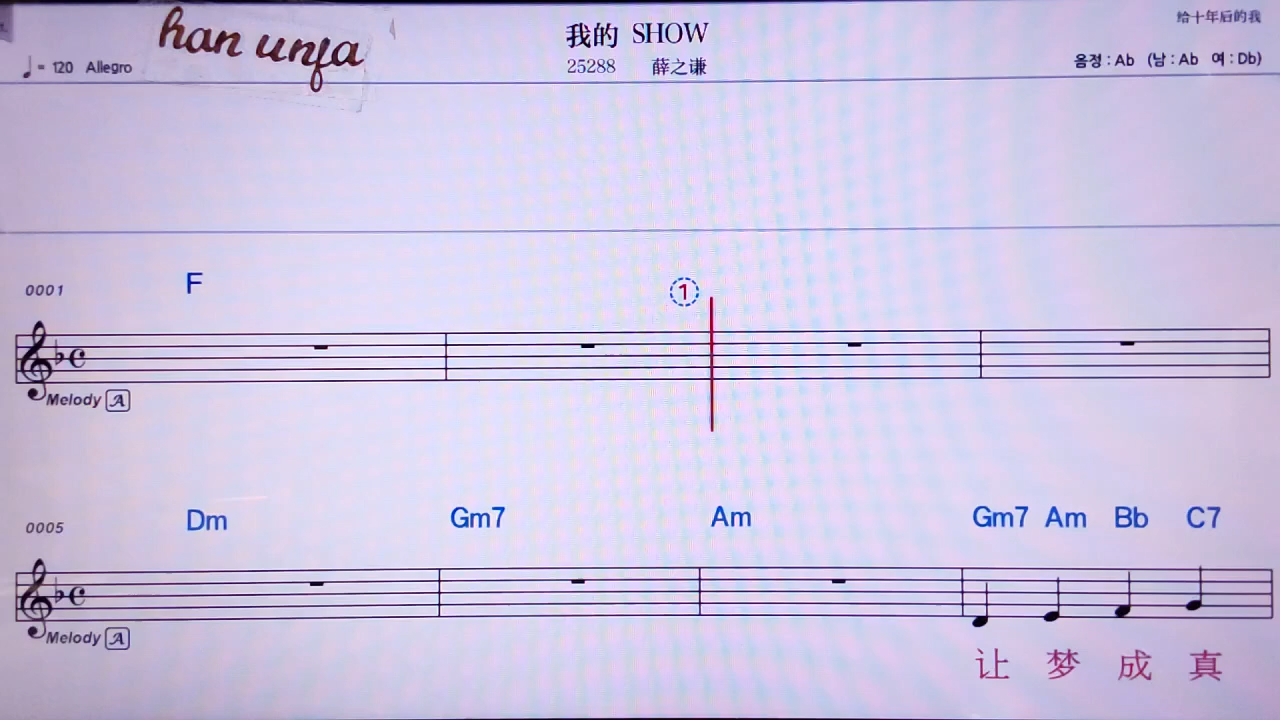 han unfa
我的 SHOW
给十年后的我
♩= 120 Allegro
25288 薛之谦
음정 : Ab (남 : Ab 여 : Db)
0001 F ①
Melody A
0005 Dm Gm7 Am Gm7 Am Bb C7
Melody A
让 梦 成 真